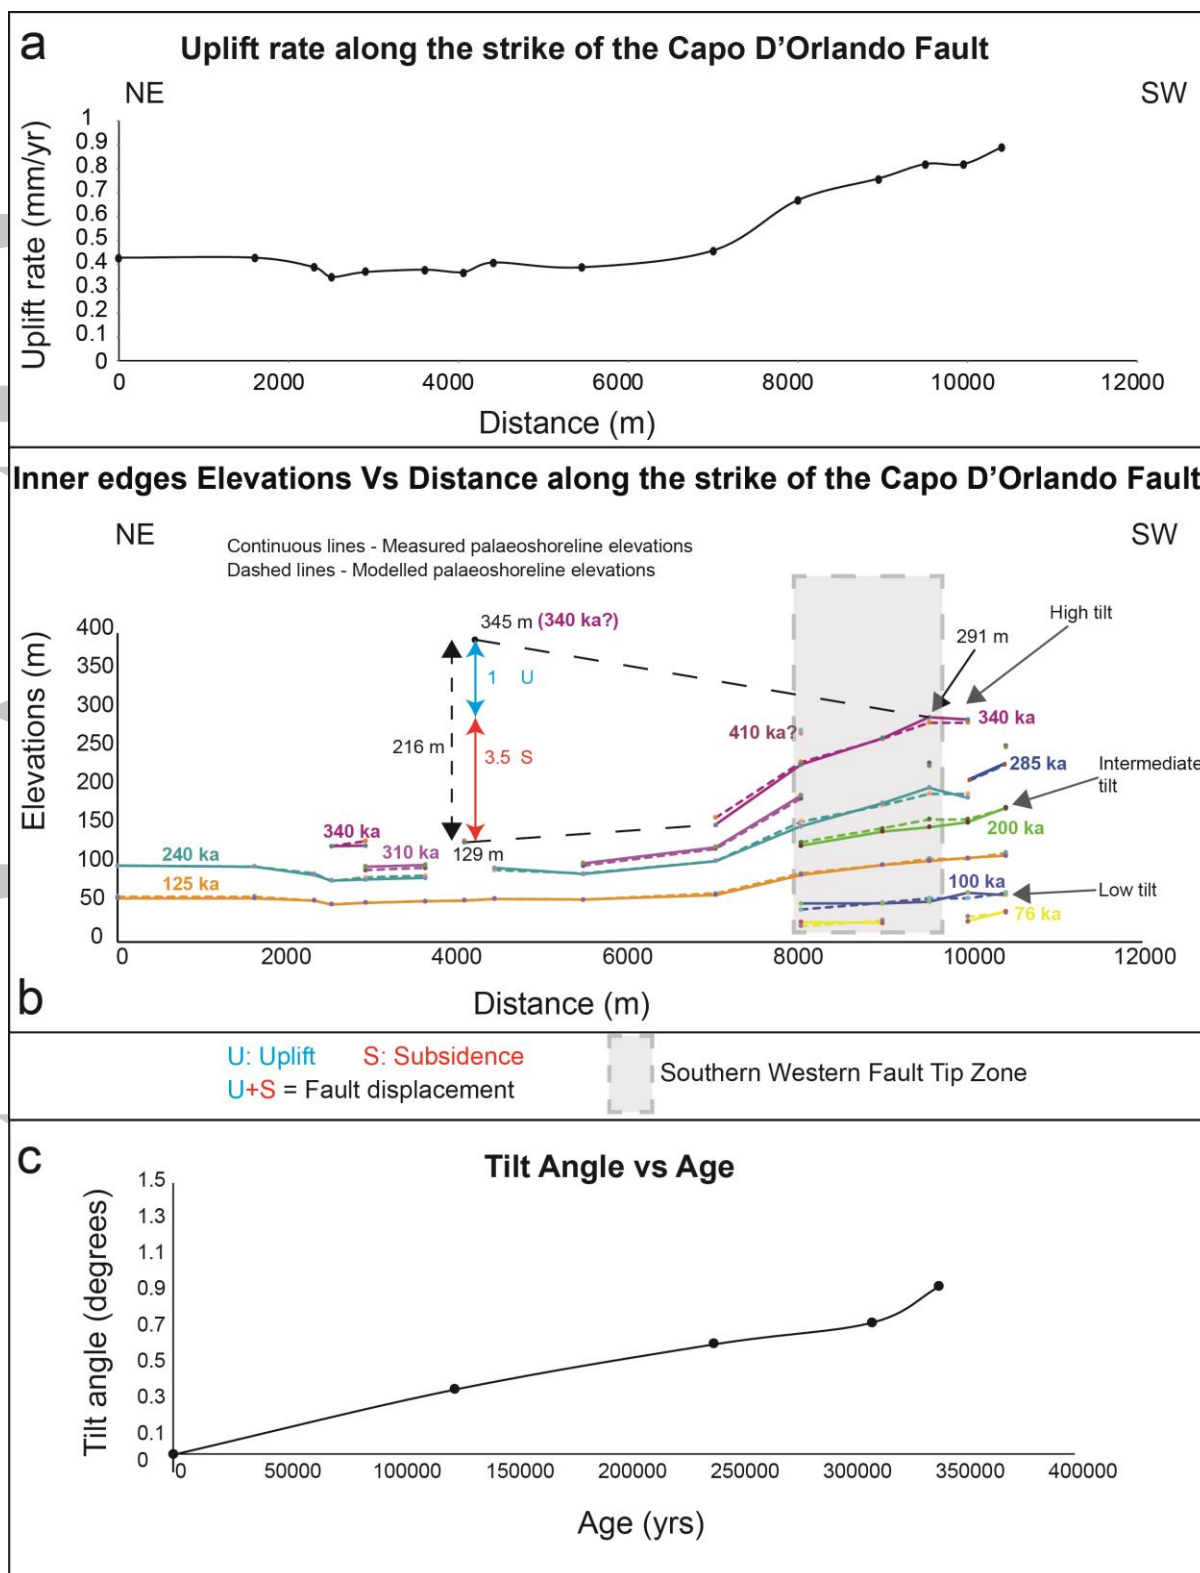 a
Uplift rate along the strike of the Capo D'Orlando Fault
NE
SW
Uplift rate (mm/yr)
1
0.9
0.8
0.7
0.6
0.5
0.4
0.3
0.2
0.1
0
0 2000 4000 6000 8000 10000 12000
Distance (m)
Inner edges Elevations Vs Distance along the strike of the Capo D'Orlando Fault
NE
SW
Continuous lines - Measured palaeoshoreline elevations
Dashed lines - Modelled palaeoshoreline elevations
Elevations (m)
400
350
300
250
200
150
100
50
0
345 m (340 ka?)
High tilt
291 m
1 U
216 m
3.5 S
410 ka?
340 ka
285 ka
Intermediate
tilt
200 ka
340 ka
310 ka
129 m
240 ka
125 ka
100 ka
Low tilt
76 ka
0 2000 4000 6000 8000 10000 12000
Distance (m)
b
U: Uplift S: Subsidence
U+S = Fault displacement
Southern Western Fault Tip Zone
c
Tilt Angle vs Age
Tilt angle (degrees)
1.5
1.3
1.1
0.9
0.7
0.5
0.3
0.1
0
0 50000 100000 150000 200000 250000 300000 350000 400000
Age (yrs)